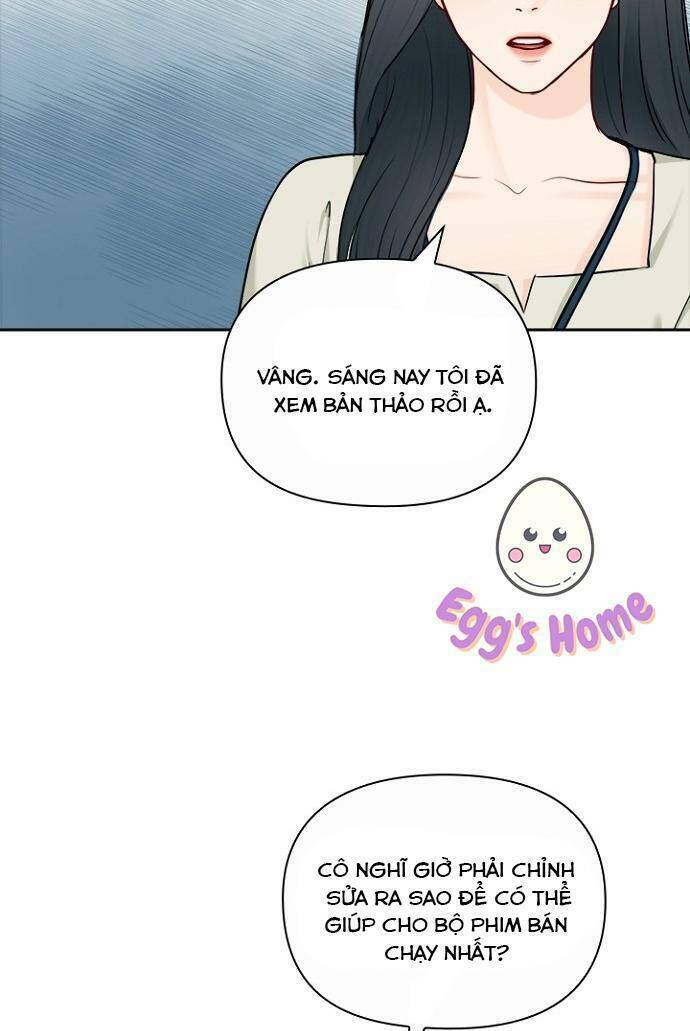 VÂNG. SÁNG NAY TÔI ĐÃ
XEM BẢN THẢO RỒI Ạ.
Egg's Home
CÔ NGHĨ GIỜ PHẢI CHỈNH
SỬA RA SAO ĐỂ CÓ THỂ
GIÚP CHO BỘ PHIM BÁN
CHẠY NHẤT?